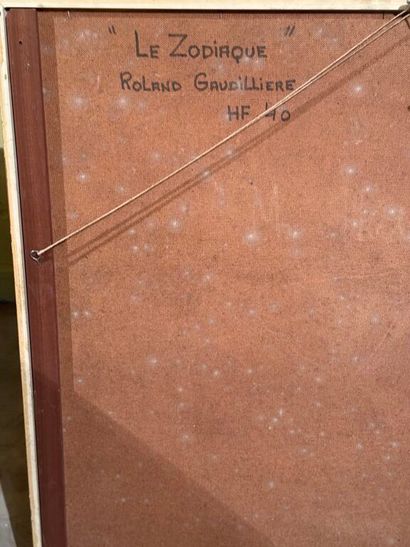 " Le Zodiaque "
Roland Gaudilliere
HF 40